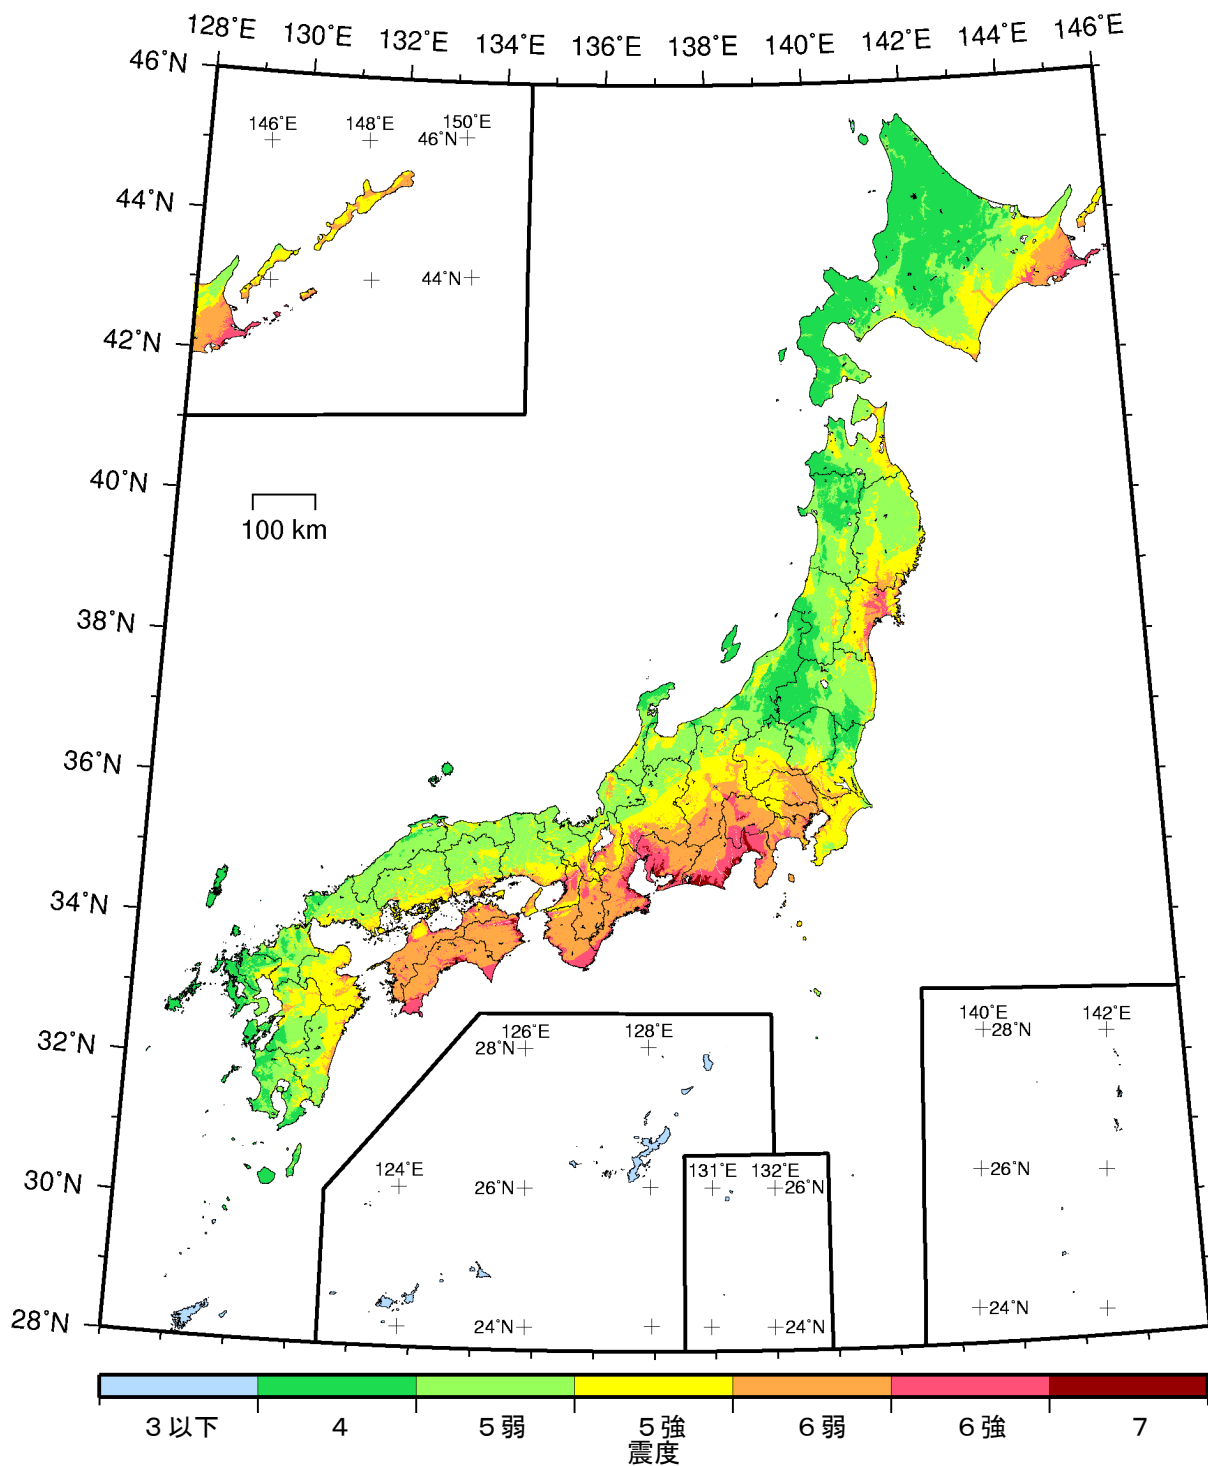 128˚E 130˚E 132˚E 134˚E 136˚E 138˚E 140˚E 142˚E 144˚E 146˚E
46˚N
146˚E 148˚E 150˚E
46˚N
44˚N
44˚N
42˚N
40˚N
100 km
38˚N
36˚N
34˚N
32˚N
126˚E 128˚E
28˚N
140˚E 142˚E
28˚N
30˚N
124˚E
26˚N
131˚E 132˚E
26˚N
26˚N
28˚N
24˚N
24˚N
24˚N
3以下 4 5弱 5強 6弱 6強 7
震度